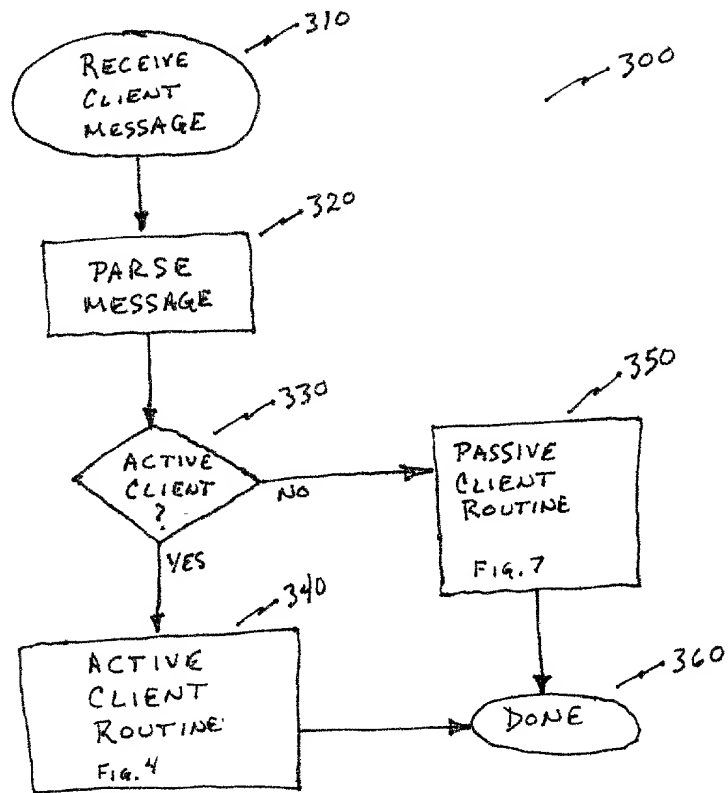 310
RECEIVE
CLIENT
MESSAGE
300
320
PARSE
MESSAGE
330
ACTIVE
CLIENT
?
NO
YES
350
PASSIVE
CLIENT
ROUTINE
FIG. 7
340
ACTIVE
CLIENT
ROUTINE
FIG. 4
360
DONE